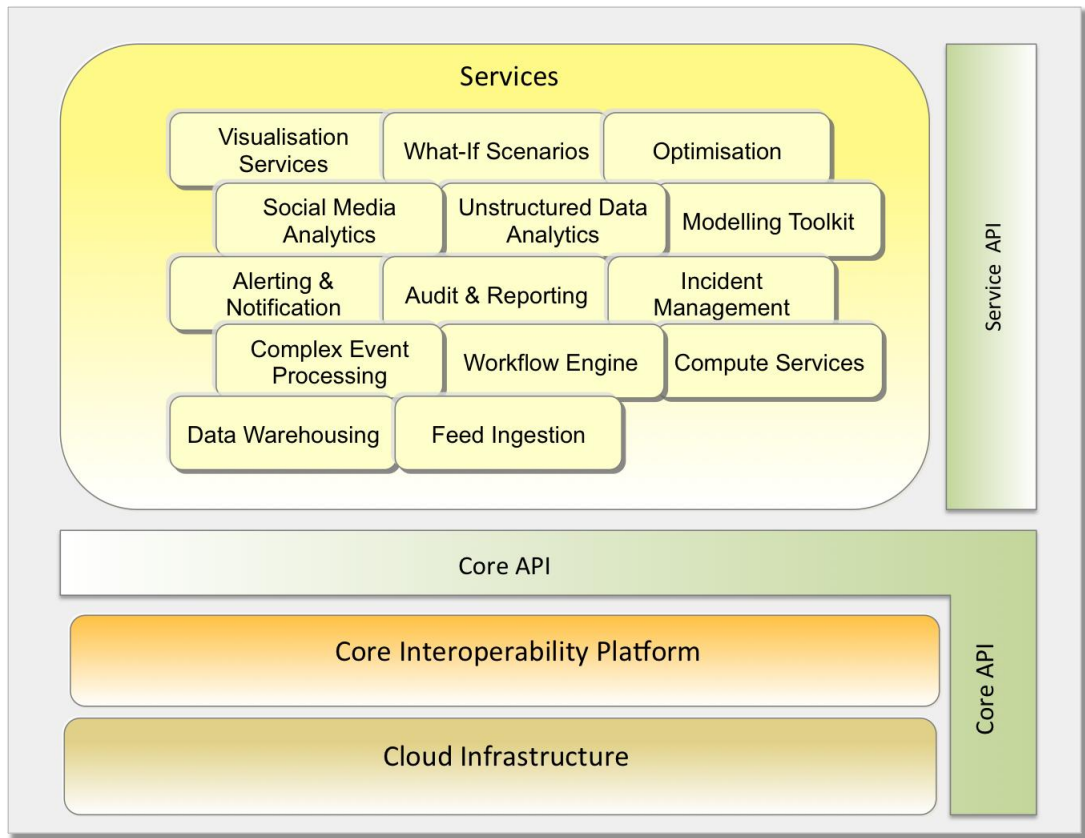 Services
Visualisation
Services
What-If Scenarios
Optimisation
Social Media
Analytics
Unstructured Data
Analytics
Modelling Toolkit
Alerting &
Notification
Audit & Reporting
Incident
Management
Complex Event
Processing
Workflow Engine
Compute Services
Data Warehousing
Feed Ingestion
Service API
Core API
Core Interoperability Platform
Core API
Cloud Infrastructure